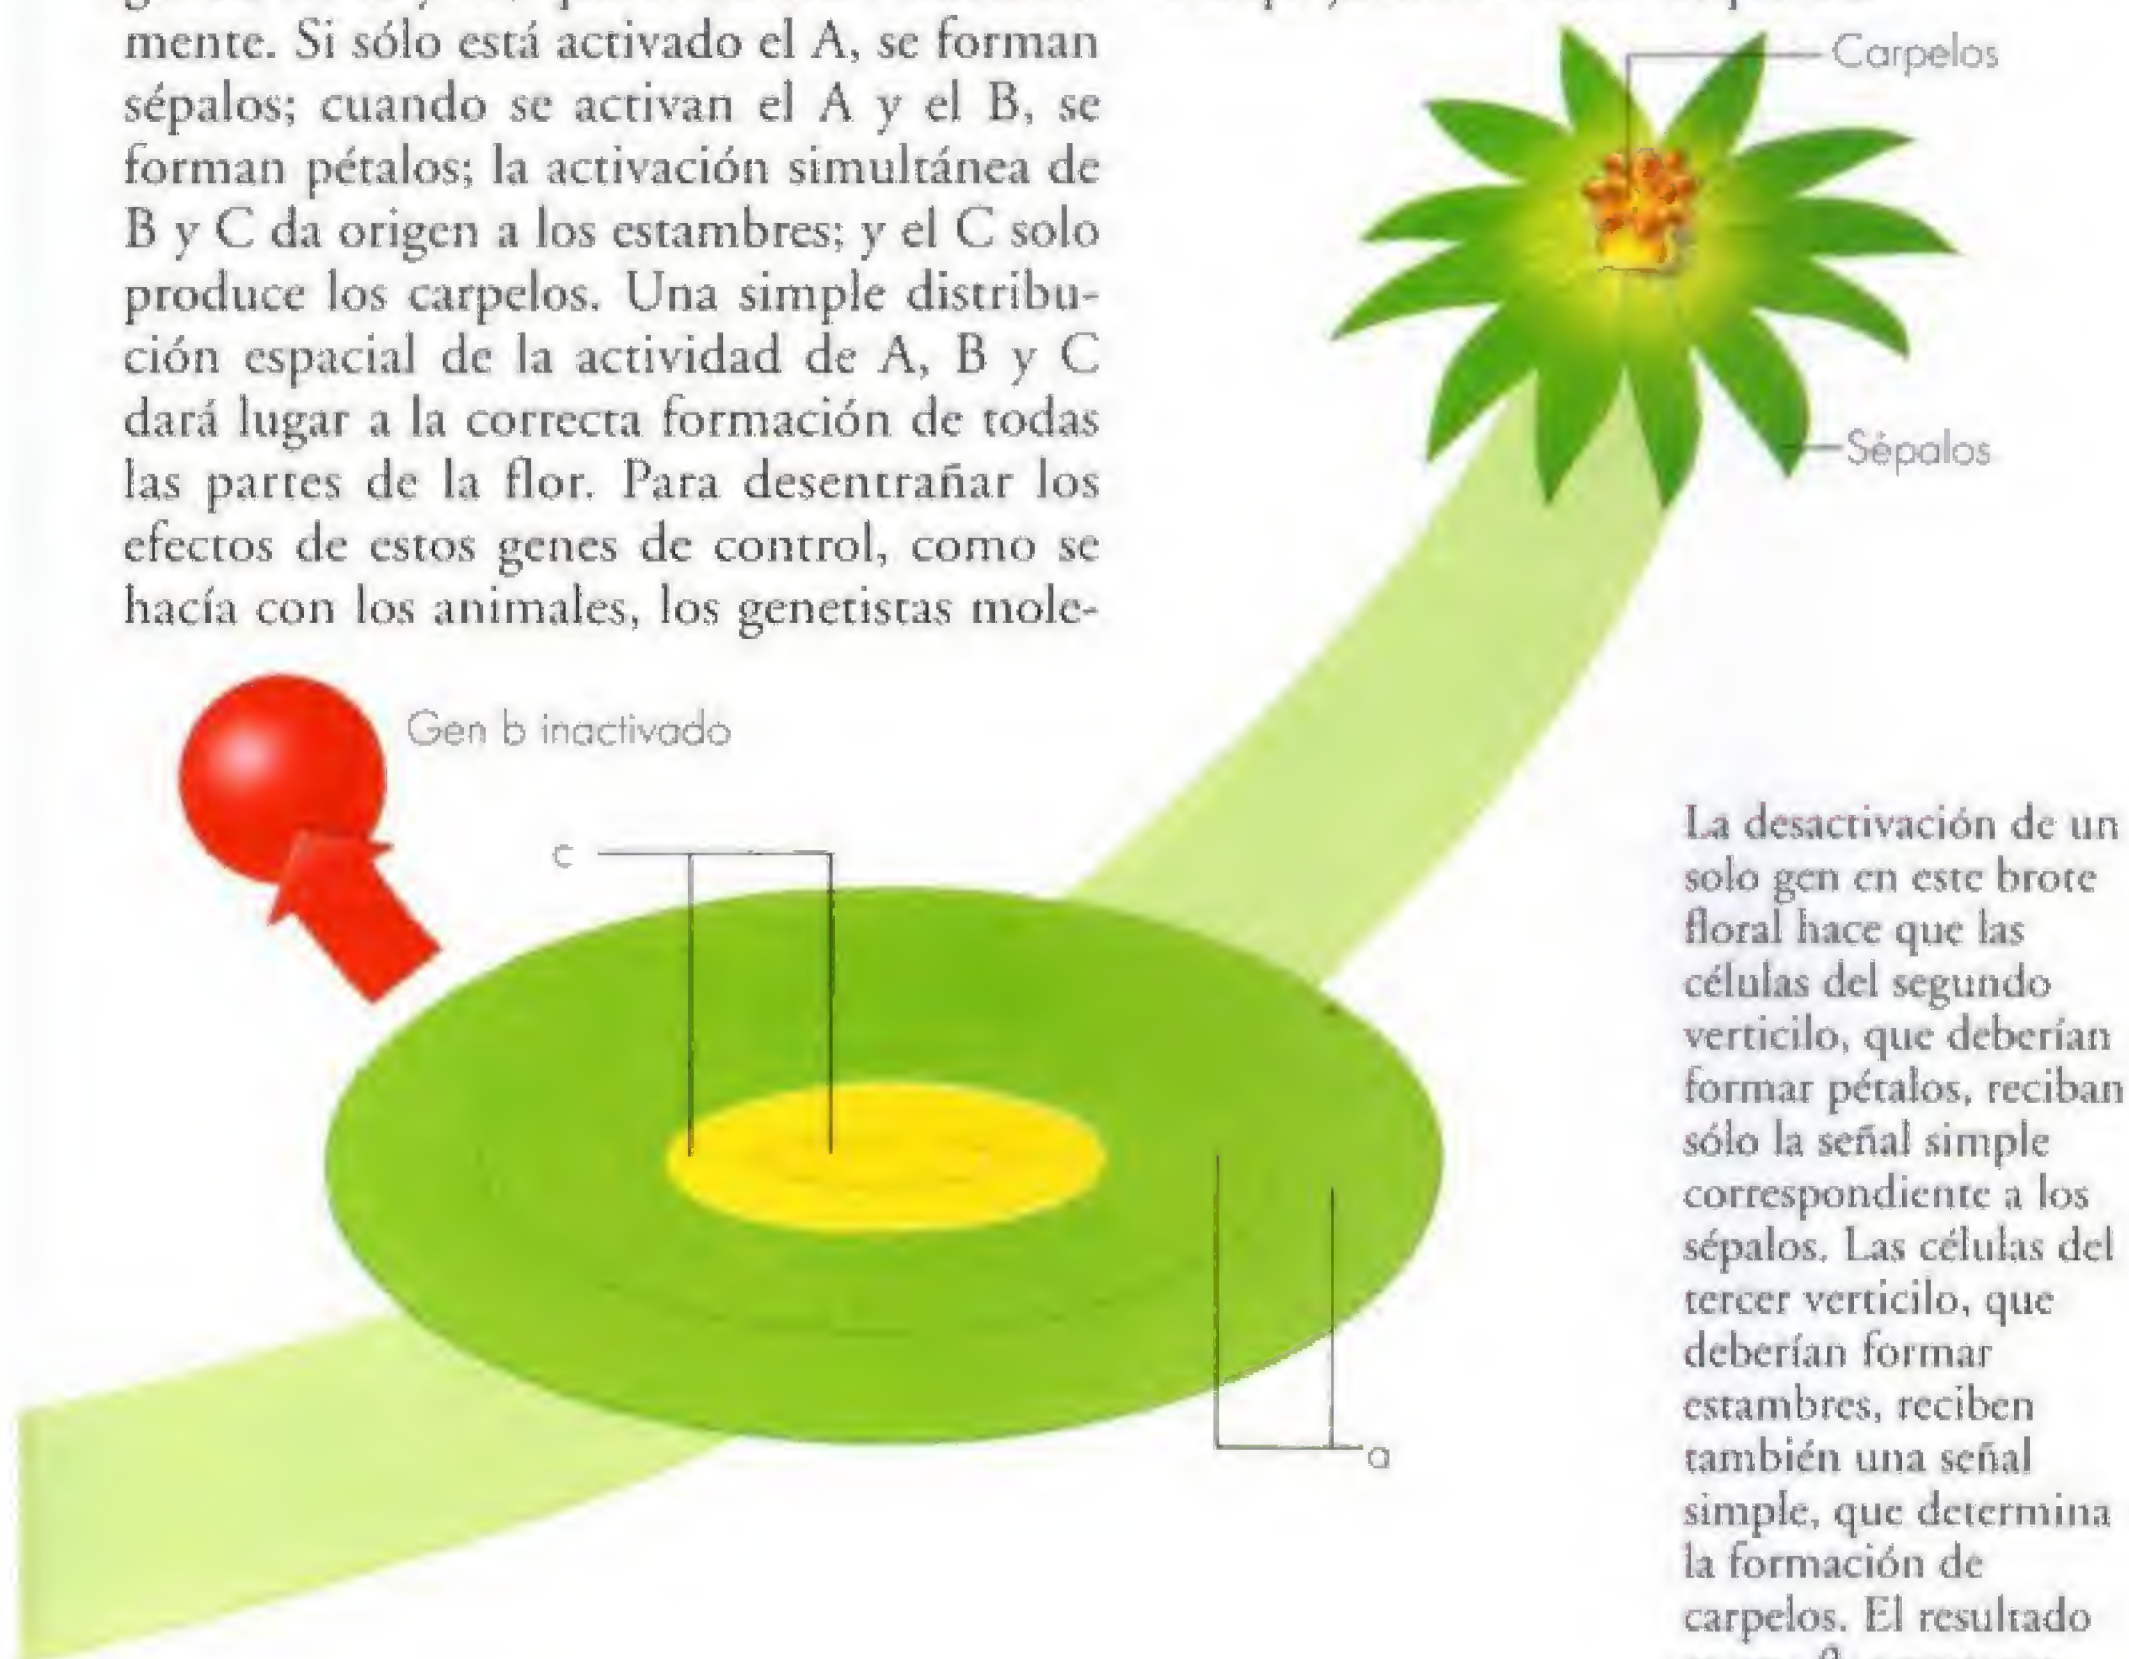 mente. Si sólo está activado el A, se forman
sépalos; cuando se activan el A y el B, se
forman pétalos; la activación simultánea de
B y C da origen a los estambres; y el C solo
produce los carpelos. Una simple distribu-
ción espacial de la actividad de A, B y C
dará lugar a la correcta formación de todas
las partes de la flor. Para desentrañar los
efectos de estos genes de control, como se
hacía con los animales, los genetistas mole-
Carpelos
Sépalos
Gen b inactivado
c
a
La desactivación de un
solo gen en este brote
floral hace que las
células del segundo
verticilo, que deberían
formar pétalos, reciban
sólo la señal simple
correspondiente a los
sépalos. Las células del
tercer verticilo, que
deberían formar
estambres, reciben
también una señal
simple, que determina
la formación de
carpelos. El resultado